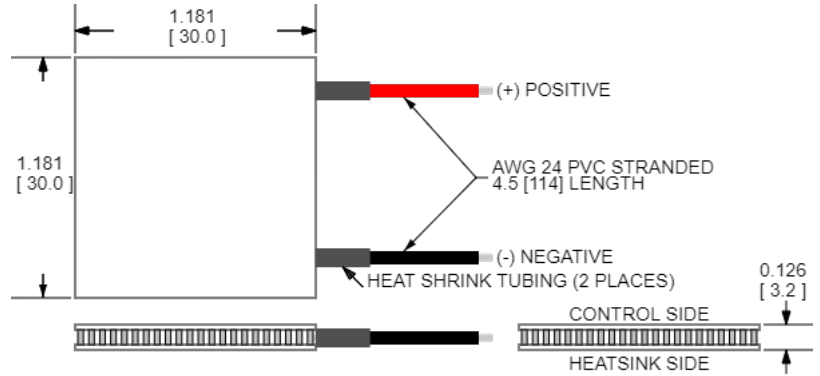 1.181
[ 30.0 ]
(+) POSITIVE
1.181
[ 30.0 ]
AWG 24 PVC STRANDED
4.5 [114] LENGTH
(-) NEGATIVE
HEAT SHRINK TUBING (2 PLACES)
0.126
[ 3.2 ]
CONTROL SIDE
HEATSINK SIDE